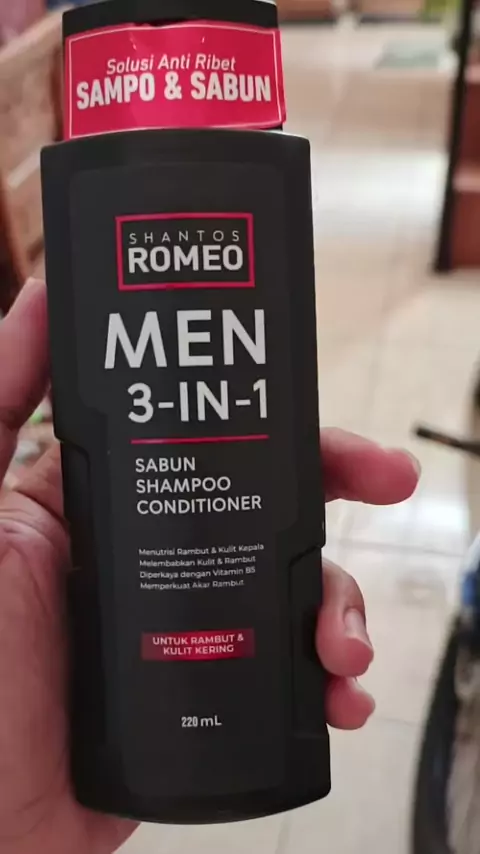 Solusi Anti Ribet
SAMPO & SABUN
SHANTOS
ROMEO
MEN
3-IN-1
SABUN
SHAMPOO
CONDITIONER
Menutrisi Rambut & Kulit Kepala
Melembabkan Kulit & Rambut
Diperkaya dengan Vitamin B5
Memperkuat Akar Rambut
UNTUK RAMBUT &
KULIT KERING
220 mL